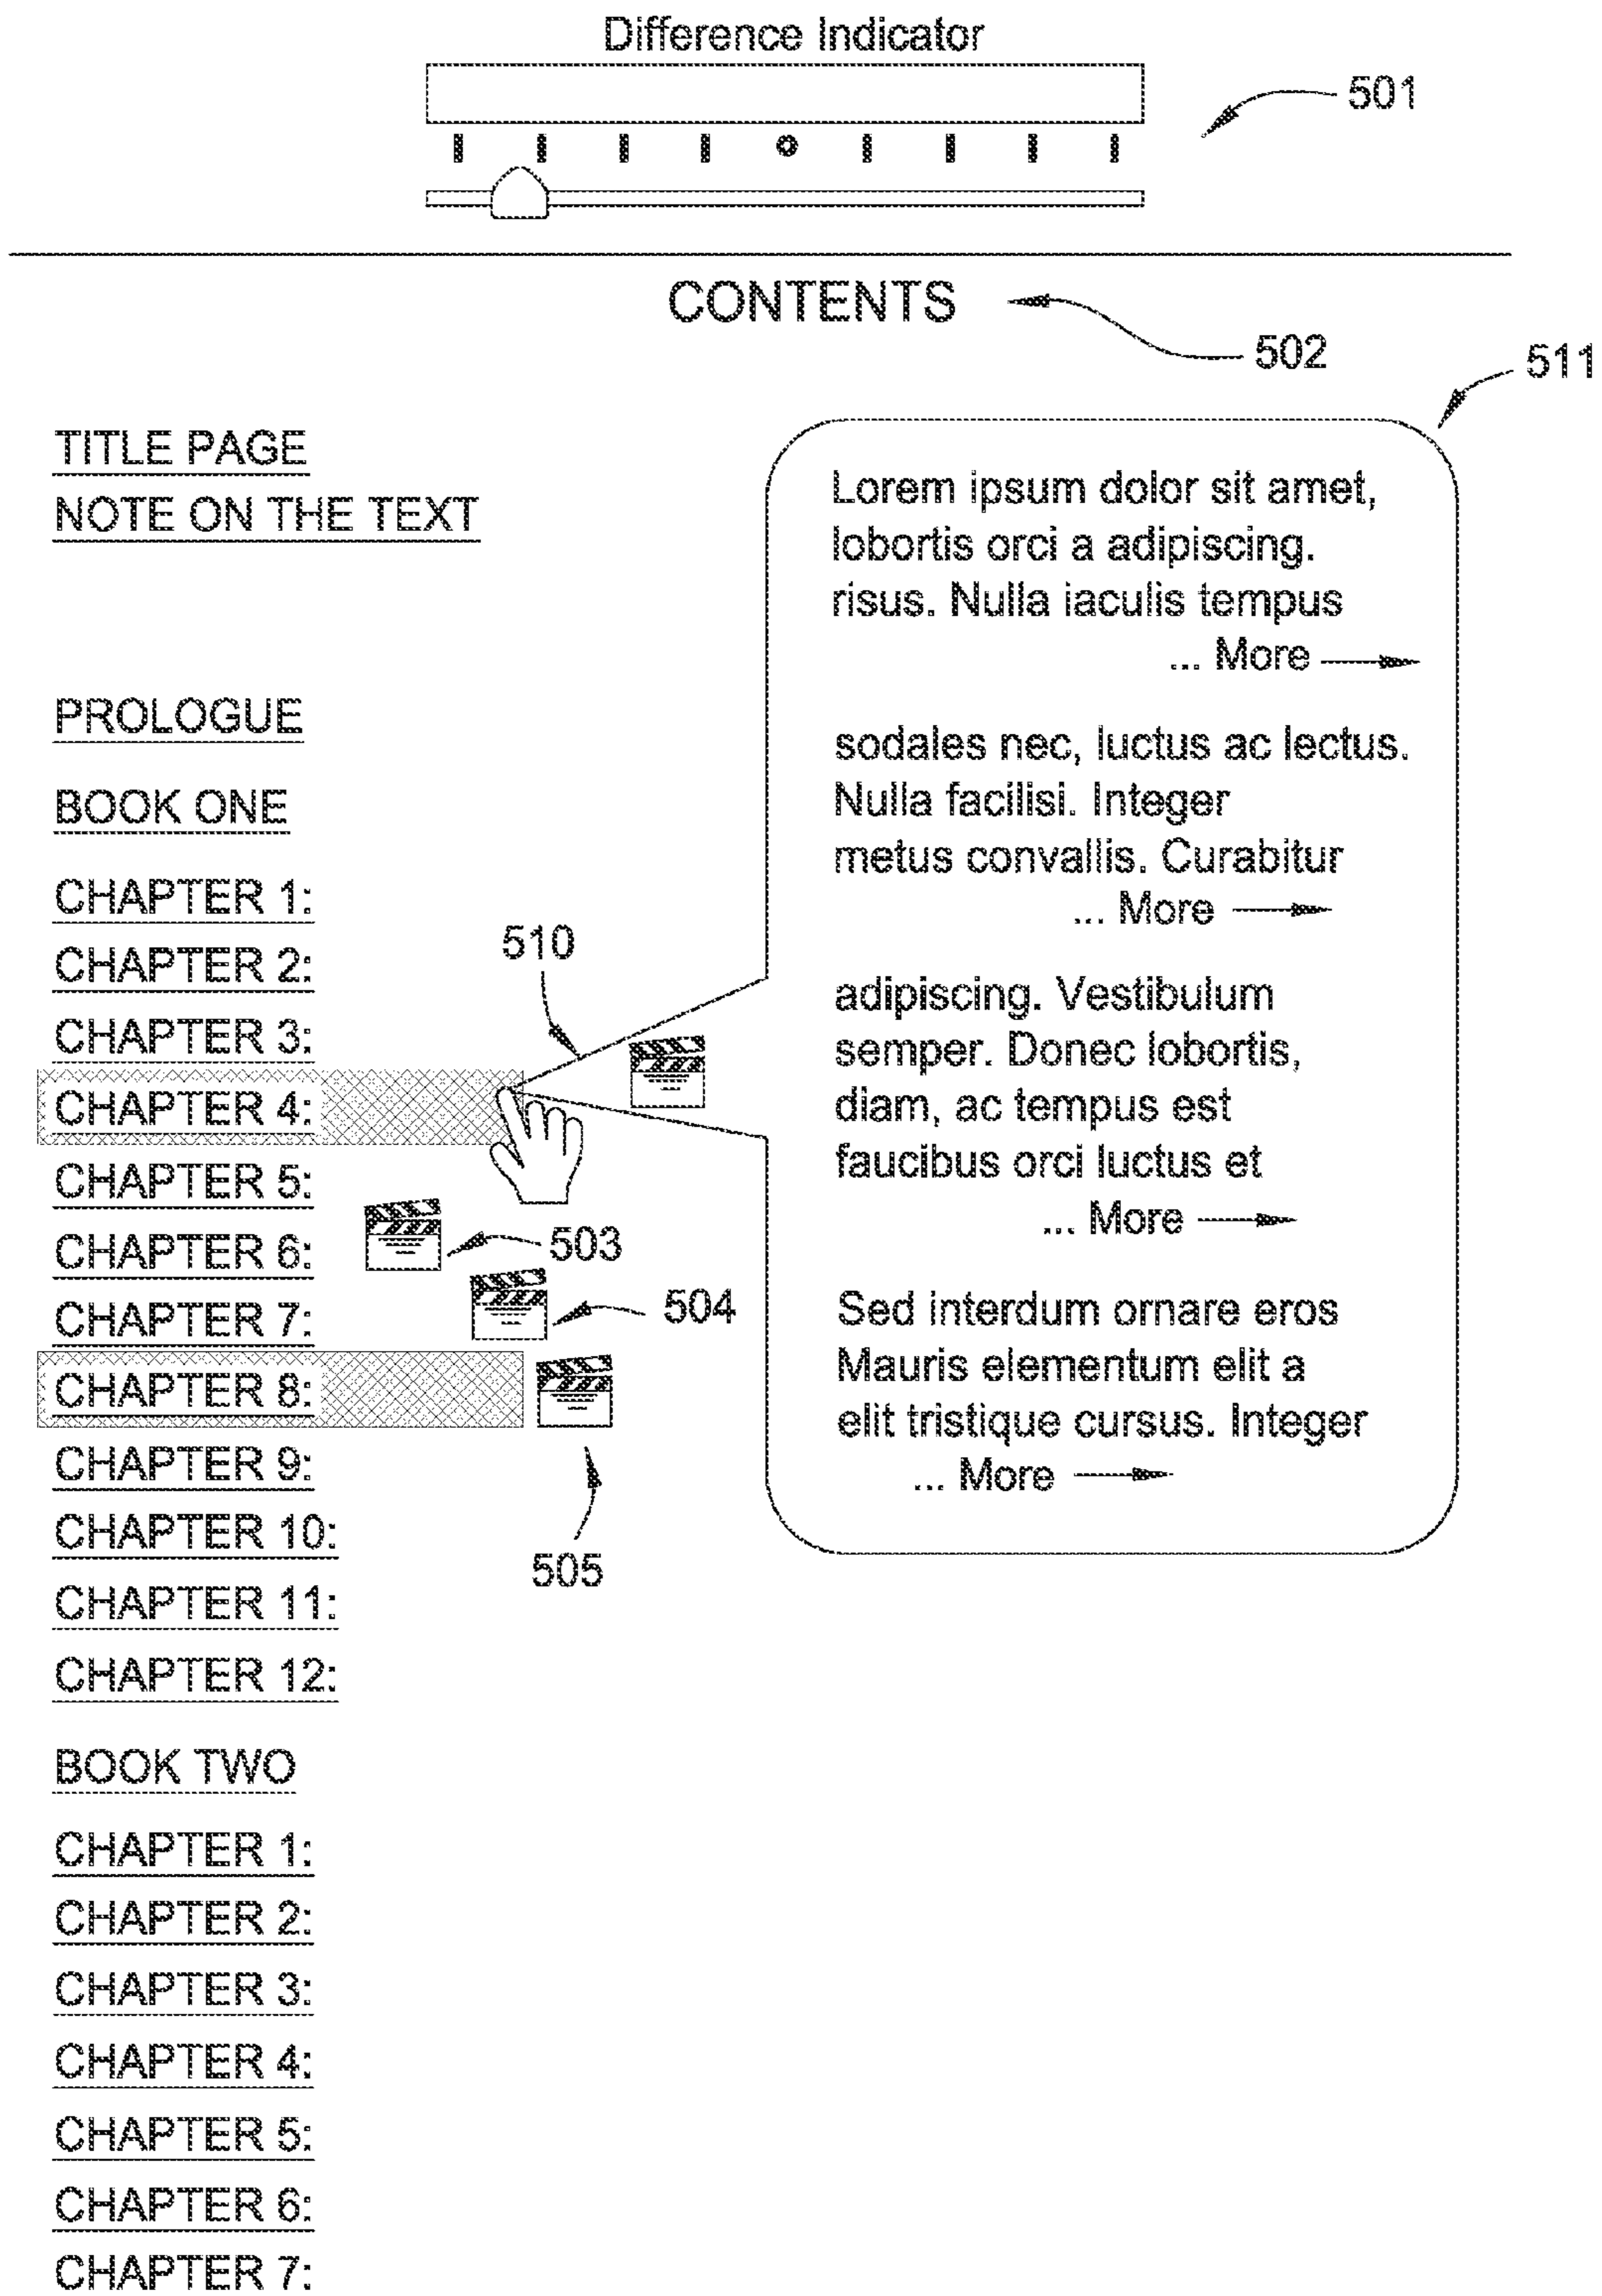 Difference Indicator
501
CONTENTS
502
511
TITLE PAGE
NOTE ON THE TEXT
PROLOGUE
BOOK ONE
CHAPTER 1:
CHAPTER 2:
CHAPTER 3:
CHAPTER 4:
CHAPTER 5:
CHAPTER 6:
CHAPTER 7:
CHAPTER 8:
CHAPTER 9:
CHAPTER 10:
CHAPTER 11:
CHAPTER 12:
BOOK TWO
CHAPTER 1:
CHAPTER 2:
CHAPTER 3:
CHAPTER 4:
CHAPTER 5:
CHAPTER 6:
CHAPTER 7:
510
503
504
505
Lorem ipsum dolor sit amet,
lobortis orci a adipiscing.
risus. Nulla iaculis tempus
... More
sodales nec, luctus ac lectus.
Nulla facilisi. Integer
metus convallis. Curabitur
... More
adipiscing. Vestibulum
semper. Donec lobortis,
diam, ac tempus est
faucibus orci luctus et
... More
Sed interdum ornare eros
Mauris elementum elit a
elit tristique cursus. Integer
... More